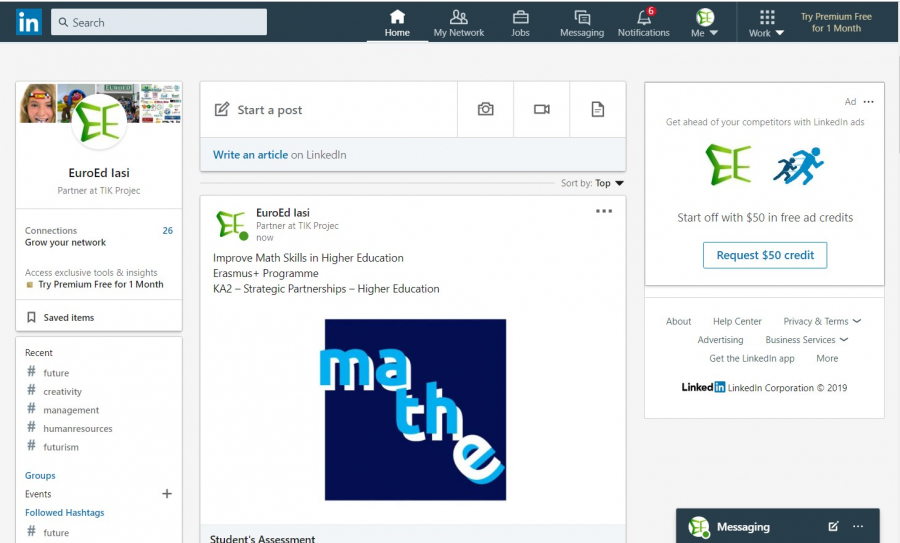 in
Search
Home
My Network
Jobs
Messaging
6
Notifications
Me
Work
Try Premium Free
for 1 Month
EuroEd Iasi
Partner at TIK Projec
Connections 26
Grow your network
Access exclusive tools & insights
Try Premium Free for 1 Month
Saved items
Recent
# future
# creativity
# management
# humanresources
# futurism
Groups
Events +
Followed Hashtags
# future
Start a post
Write an article on LinkedIn
Sort by: Top
EuroEd Iasi
Partner at TIK Projec
now
Improve Math Skills in Higher Education
Erasmus+ Programme
KA2 – Strategic Partnerships – Higher Education
ma
th
e
Student's Assessment
Ad
Get ahead of your competitors with LinkedIn ads
Start off with $50 in free ad credits
Request $50 credit
About Help Center Privacy & Terms
Advertising Business Services
Get the LinkedIn app More
Linked in LinkedIn Corporation © 2019
Messaging